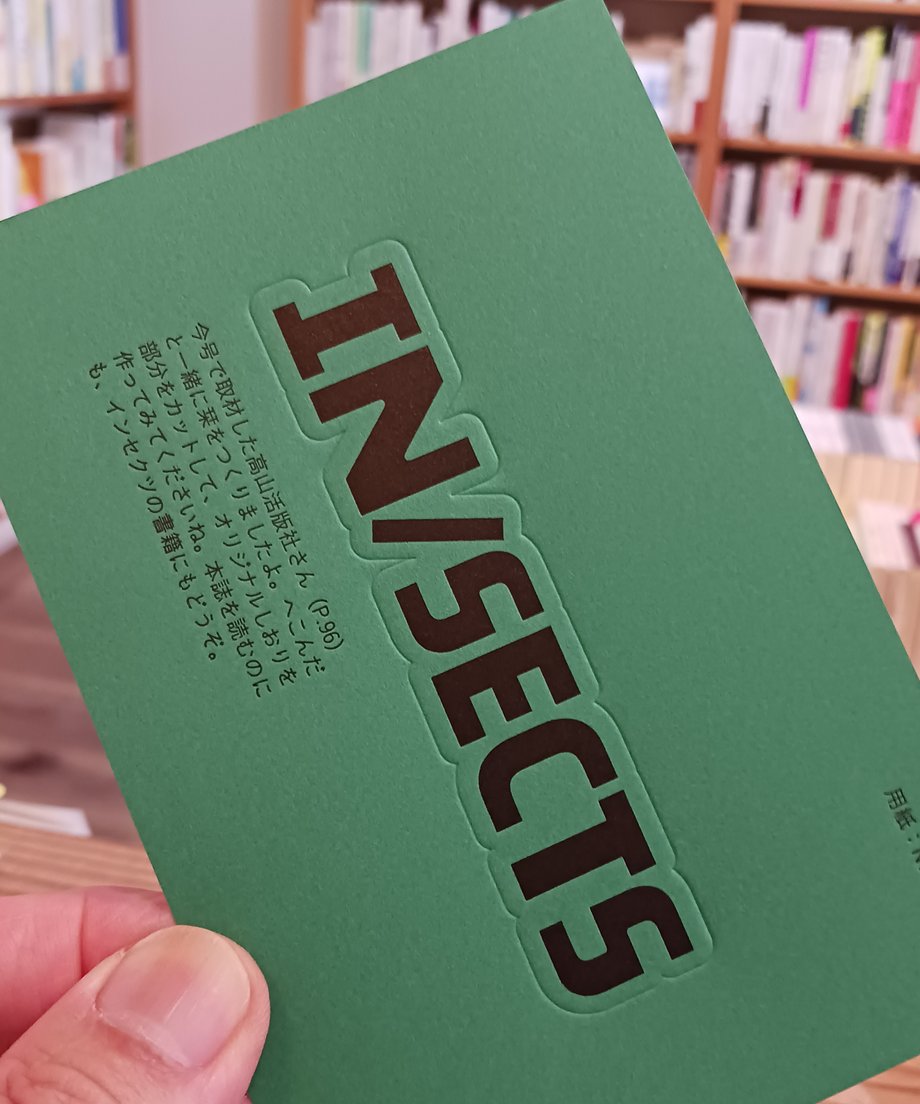 IN/SECTS
今号で取材した高山活版社さん（P.96）
と一緒に栞をつくりましたよ。へこんだ
部分をカットして、オリジナルしおりを
作ってみてくださいね。本誌を読むのに
も、インセクツの書籍にもどうぞ。
用紙：